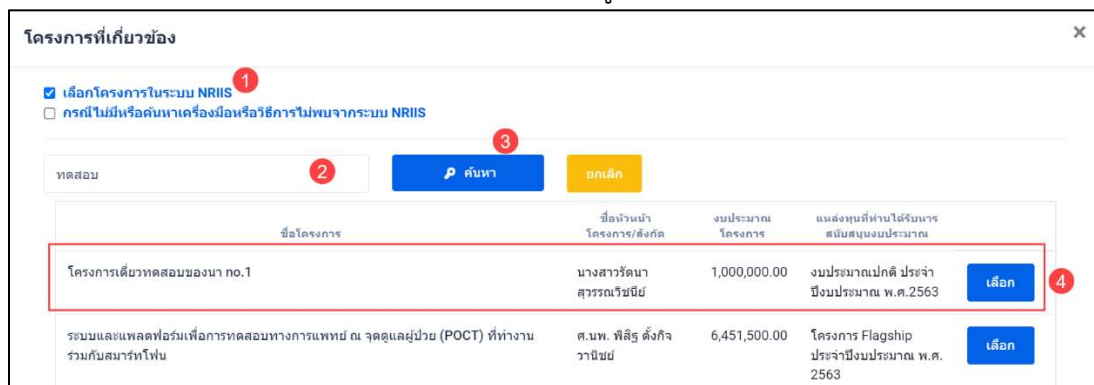 โครงการที่เกี่ยวข้อง ×
1
เลือกโครงการในระบบ NRIIS
กรณีไม่มีหรือค้นหาเครื่องมือหรือวิธีการไม่พบจากระบบ NRIIS
3
ทดสอบ 2 ค้นหา ยกเลิก
ชื่อโครงการ ชื่อหัวหน้า งบประมาณ แหล่งทุนที่ท่านได้รับการ
โครงการ/สังกัด โครงการ สนับสนุนงบประมาณ
โครงการเดี่ยวทดสอบของนา no.1 นางสาวรัตนา 1,000,000.00 งบประมาณปกติ ประจำ
สุวรรณวิชนีย์ ปีงบประมาณ พ.ศ.2563 เลือก 4
ระบบและแพลตฟอร์มเพื่อการทดสอบทางการแพทย์ ณ จุดดูแลผู้ป่วย (POCT) ที่ทำงาน ศ.นพ. พิสิฐ ตั้งกิจ 6,451,500.00 โครงการ Flagship
ร่วมกับสมาร์ทโฟน วานิชย์ ประจำปีงบประมาณ พ.ศ. เลือก
2563